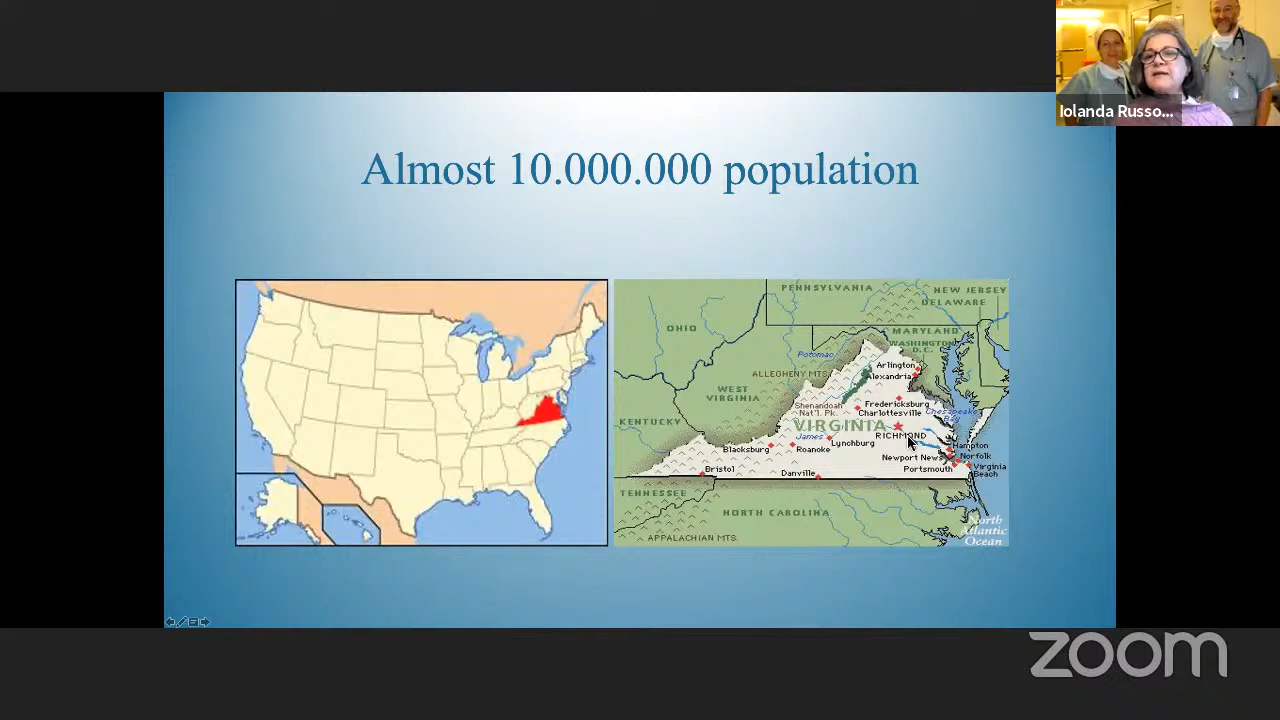 Iolanda Russo...
Almost 10.000.000 population
PENNSYLVANIA
NEW JERSEY
DELAWARE
OHIO
MARYLAND
WASHINGTON
D.C.
Potomac
Arlington
Alexandria
ALLEGHENY MTS.
WEST
VIRGINIA
Shenandoah
Nat'l. Pk.
Fredericksburg
Charlottesville
Chesapeake
Bay
KENTUCKY
VIRGINIA
RICHMOND
James
Lynchburg
Hampton
Blacksburg
Roanoke
Newport News
Norfolk
Portsmouth
Virginia
Beach
Bristol
Danville
TENNESSEE
NORTH CAROLINA
North
Atlantic
Ocean
APPALACHIAN MTS.
zoom